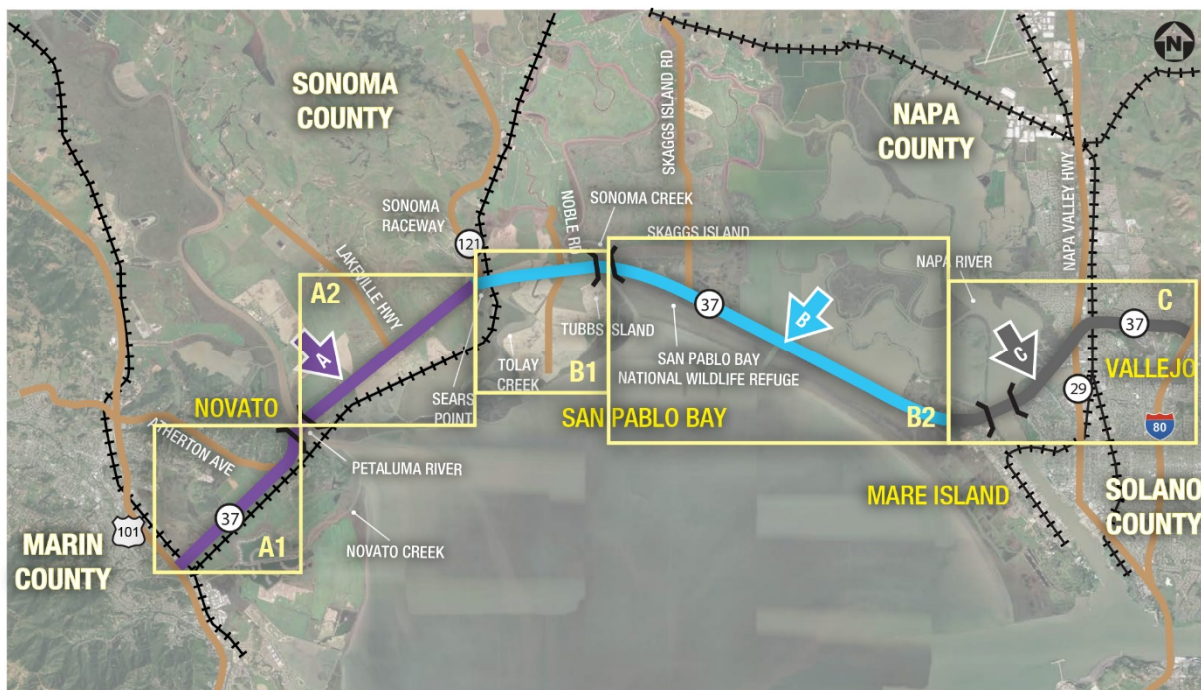 N
SONOMA
COUNTY
SKAGGS ISLAND RD
NAPA
COUNTY
NAPA VALLEY HWY
SONOMA
RACEWAY
121
NOBLE RD
SONOMA CREEK
SKAGGS ISLAND
NAPA RIVER
LAKEVILLE HWY
A2
A
37
B
C
C
37
TUBBS ISLAND
TOLAY
CREEK
B1
SAN PABLO BAY
NATIONAL WILDLIFE REFUGE
VALLEJO
SEARS
POINT
29
NOVATO
SAN PABLO BAY
B2
80
ATHERTON AVE
PETALUMA RIVER
MARE ISLAND
SOLANO
COUNTY
37
101
MARIN
COUNTY
A1
NOVATO CREEK